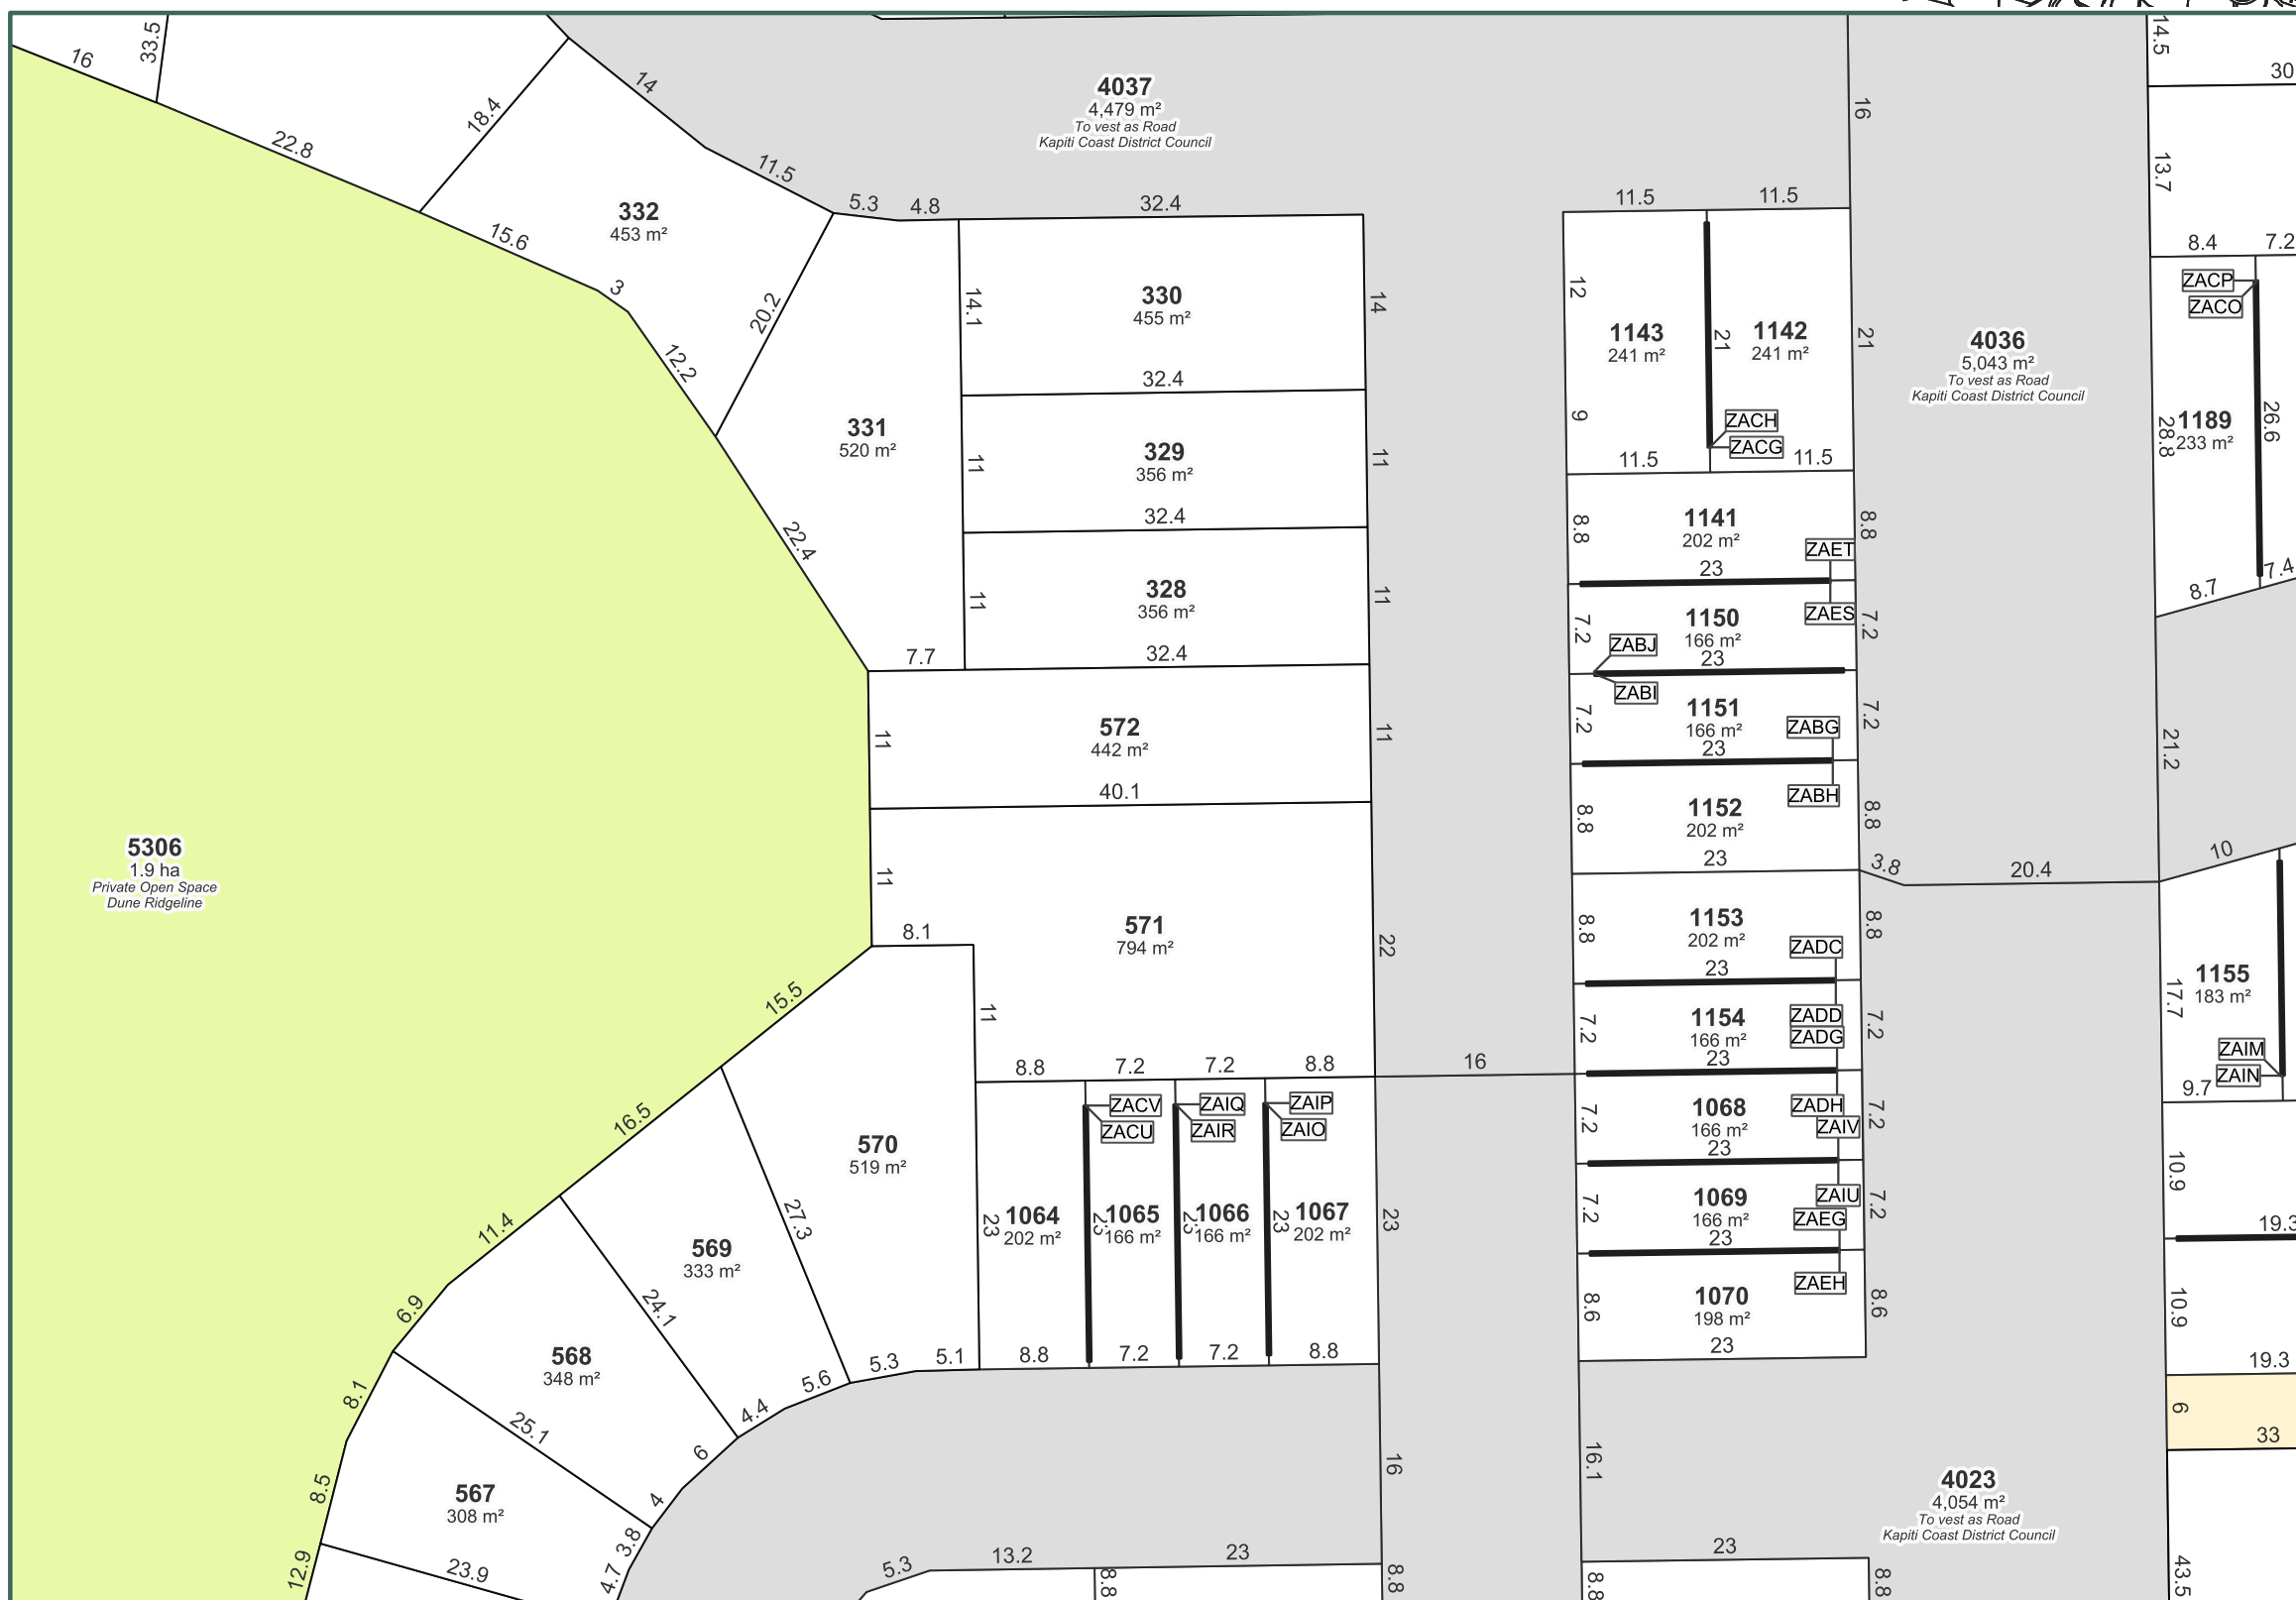 16
33.5
22.8
18.4
14
11.5
5.3
4.8
32.4
4037
4,479 m²
To vest as Road
Kapiti Coast District Council
332
453 m²
15.6
3
12.2
20.2
331
520 m²
22.4
7.7
14.1
330
455 m²
14
32.4
11
329
356 m²
11
32.4
11
328
356 m²
11
32.4
11
572
442 m²
11
40.1
11
571
794 m²
22
8.1
11
8.8
7.2
7.2
8.8
16
5306
1.9 ha
Private Open Space
Dune Ridgeline
15.5
16.5
11.4
6.9
8.1
8.5
12.9
570
519 m²
27.3
569
333 m²
24.1
568
348 m²
25.1
567
308 m²
23.9
4.7
3.8
4
6
4.4
5.6
5.3
5.1
ZACV
ZACU
ZAIQ
ZAIR
ZAIP
ZAIO
23
1064
202 m²
23
1065
166 m²
23
1066
166 m²
23
1067
202 m²
23
8.8
7.2
7.2
8.8
16
5.3
13.2
23
8.8
8.8
16
11.5
11.5
12
9
1143
241 m²
21
1142
241 m²
21
ZACH
ZACG
11.5
11.5
8.8
1141
202 m²
8.8
ZAET
23
7.2
1150
166 m²
ZAES
7.2
ZABJ
23
ZABI
7.2
1151
166 m²
ZABG
7.2
23
8.8
1152
202 m²
ZABH
8.8
23
3.8
20.4
8.8
1153
202 m²
8.8
ZADC
23
7.2
1154
166 m²
ZADD
ZADG
7.2
23
7.2
1068
166 m²
ZADH
ZAIV
7.2
23
7.2
1069
166 m²
ZAIU
ZAEG
7.2
23
8.6
1070
198 m²
ZAEH
8.6
23
16.1
23
8.8
8.8
4036
5,043 m²
To vest as Road
Kapiti Coast District Council
4023
4,054 m²
To vest as Road
Kapiti Coast District Council
14.5
30
13.7
8.4
7.2
ZACP
ZACO
28.8
1189
233 m²
26.6
8.7
7.4
21.2
10
17.7
1155
183 m²
ZAIM
ZAIN
9.7
10.9
19.3
10.9
19.3
6
33
43.5